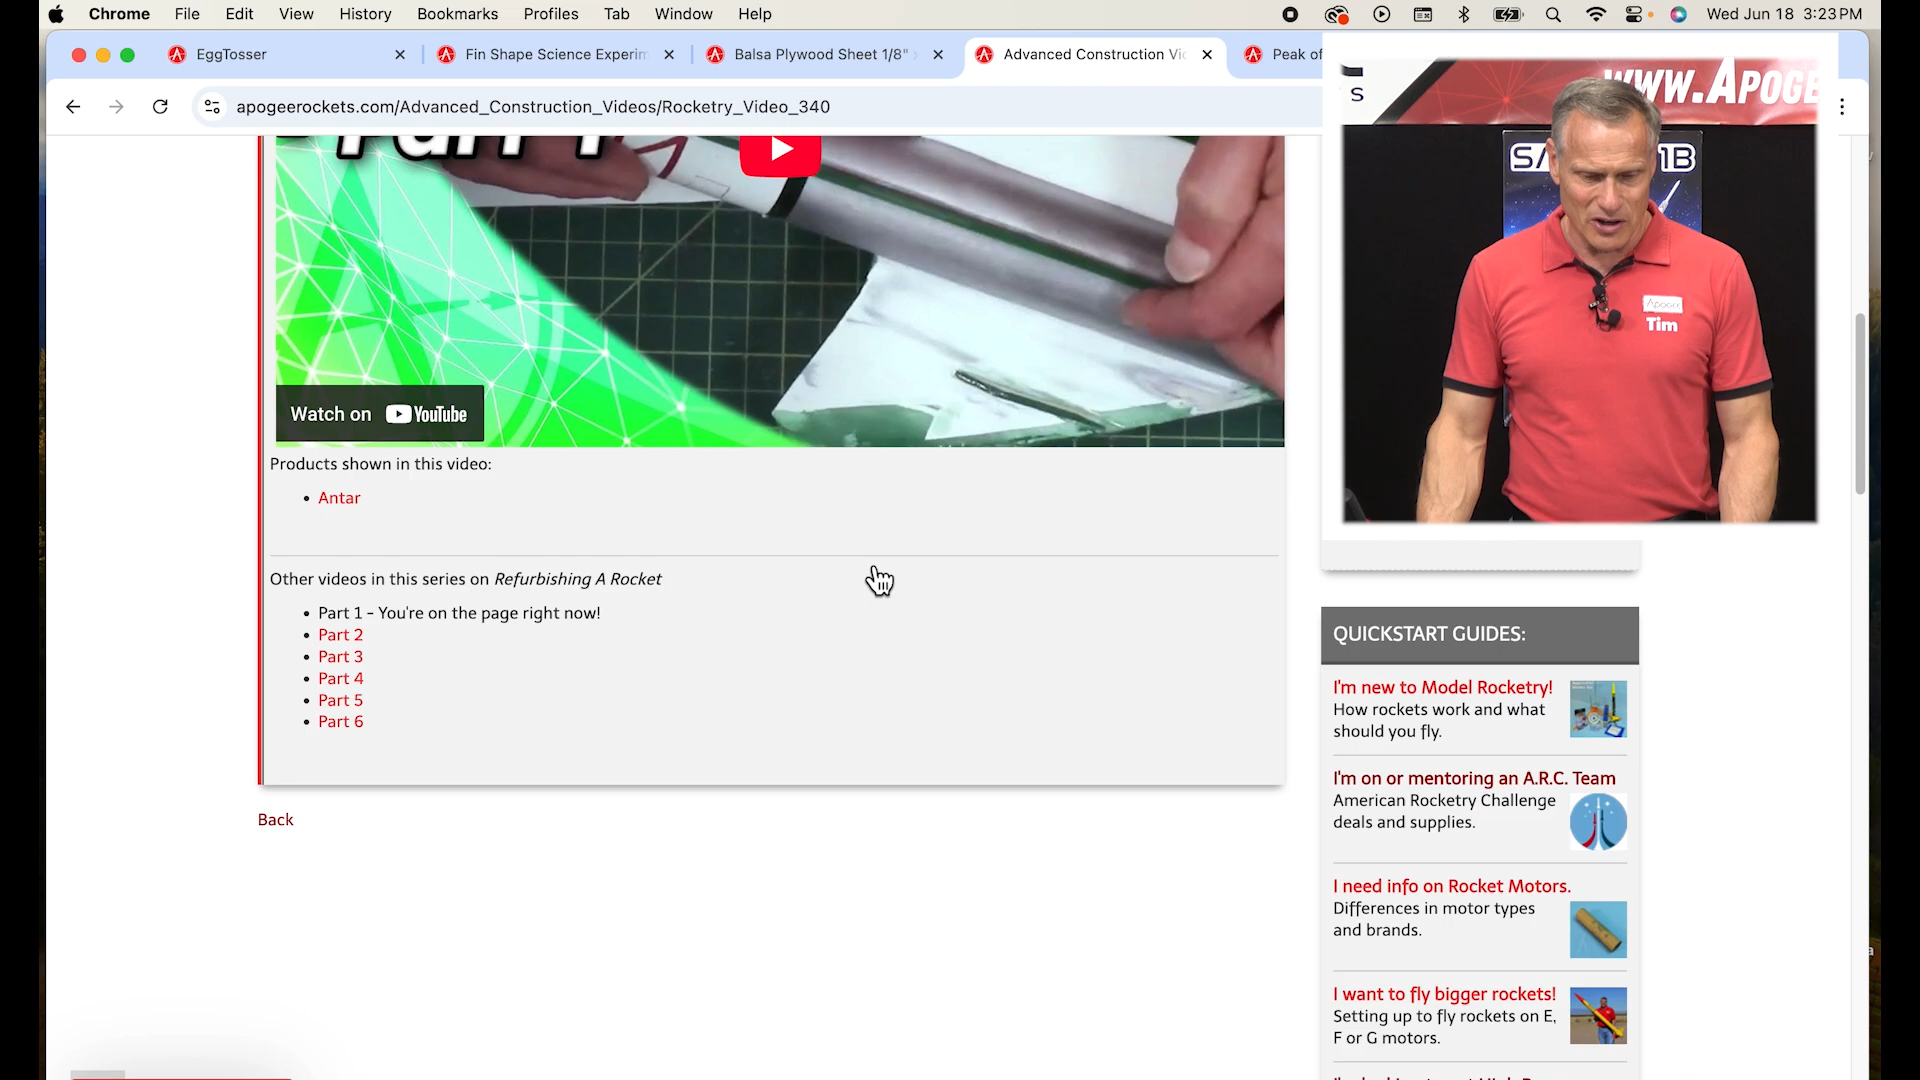 Chrome File Edit View History Bookmarks Profiles Tab Window Help Wed Jun 18 3:23 PM
EggTosser Fin Shape Science Experim Balsa Plywood Sheet 1/8" Advanced Construction Vi Peak of
apogeerockets.com/Advanced_Construction_Videos/Rocketry_Video_340
S
WWW.APOGE
Part 1
SA 1B
Apogee
Tim
Watch on YouTube
Products shown in this video:
• Antar
Other videos in this series on Refurbishing A Rocket
• Part 1 - You're on the page right now!
• Part 2
• Part 3
• Part 4
• Part 5
• Part 6
Back
QUICKSTART GUIDES:
I'm new to Model Rocketry!
How rockets work and what
should you fly.
I'm on or mentoring an A.R.C. Team
American Rocketry Challenge
deals and supplies.
I need info on Rocket Motors.
Differences in motor types
and brands.
I want to fly bigger rockets!
Setting up to fly rockets on E,
F or G motors.